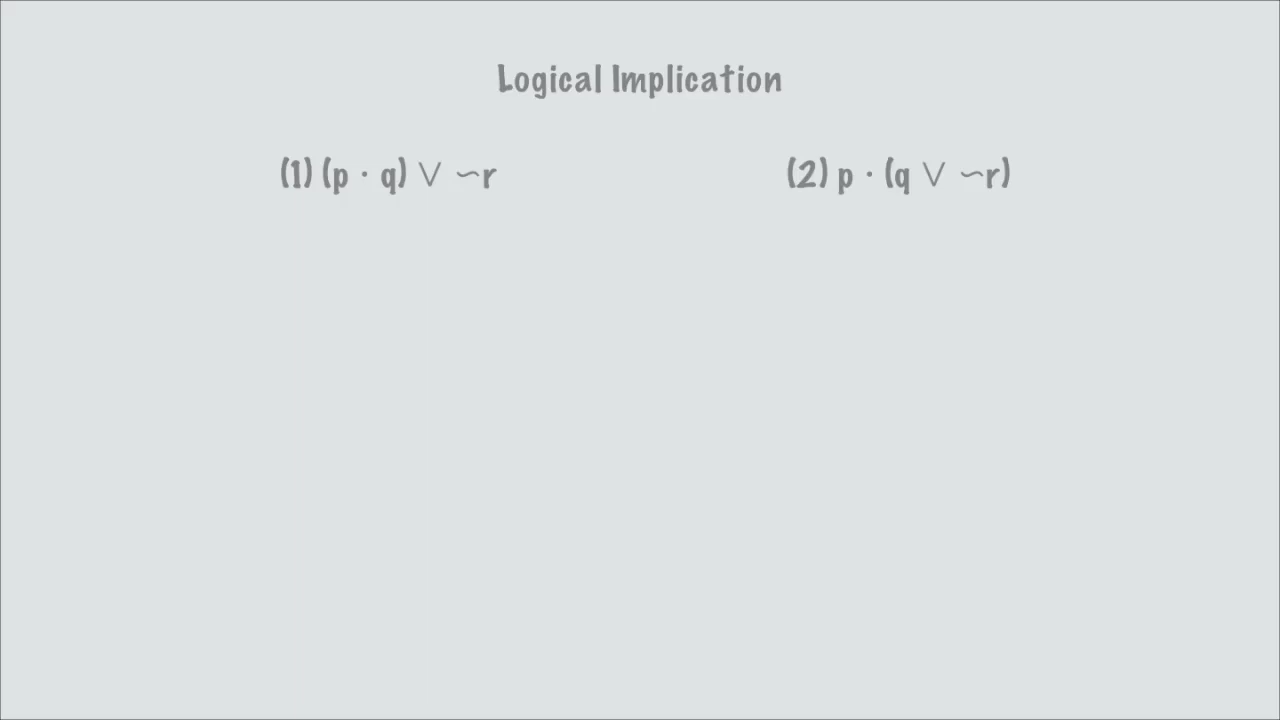 Logical Implication
(1) (p · q) ∨ ∽r
(2) p · (q ∨ ∽r)